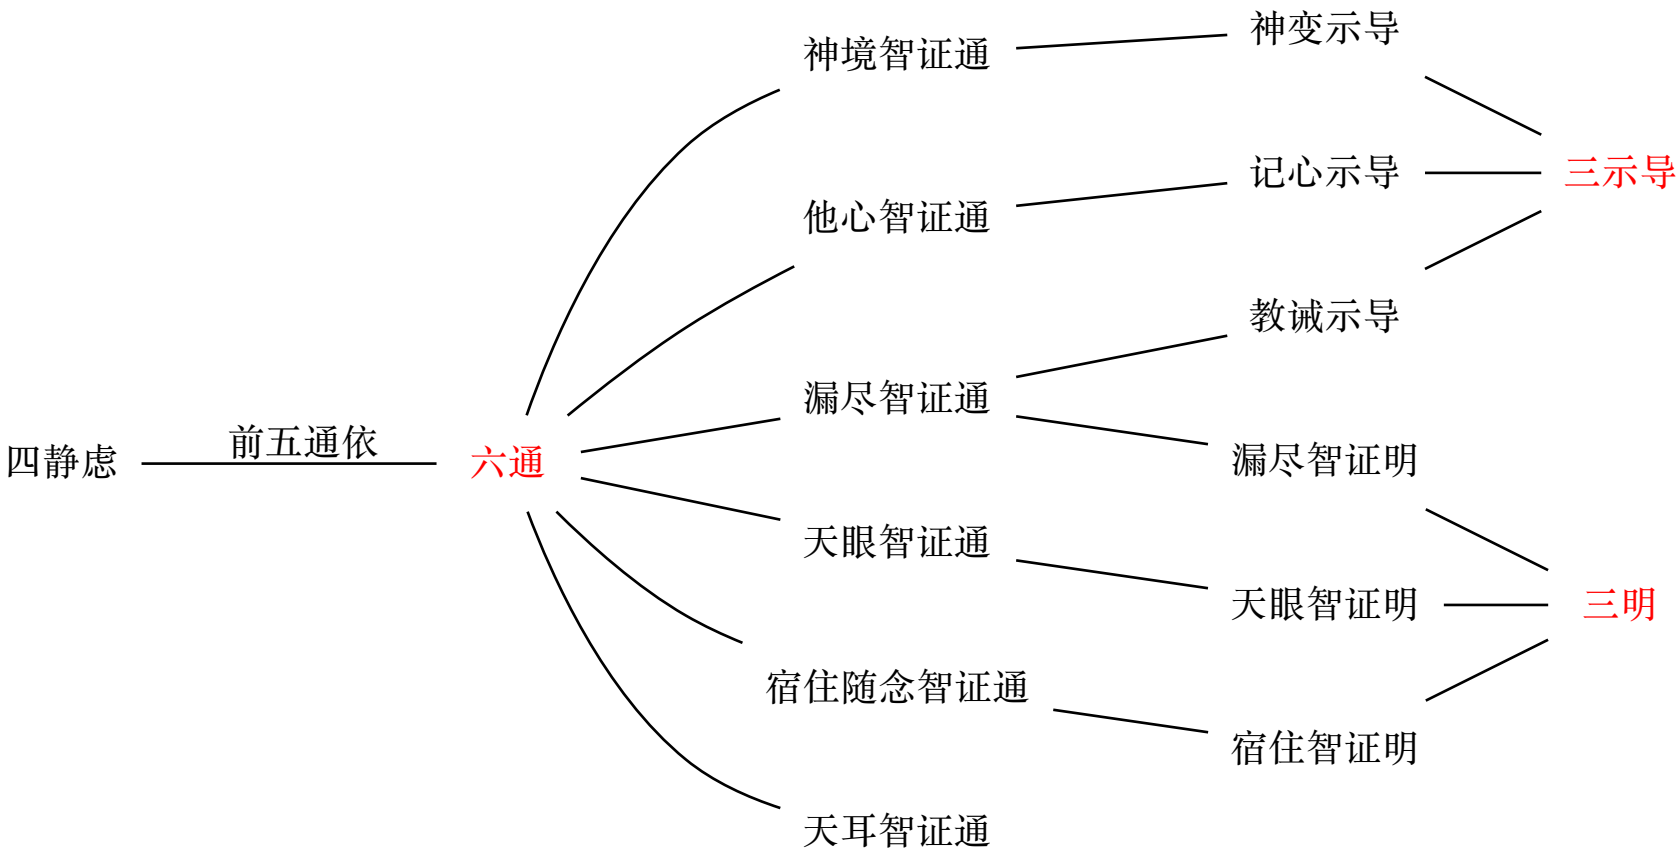 四静虑
前五通依
六通
神境智证通
他心智证通
漏尽智证通
天眼智证通
宿住随念智证通
天耳智证通
神变示导
记心示导
教诫示导
漏尽智证明
天眼智证明
宿住智证明
三示导
三明